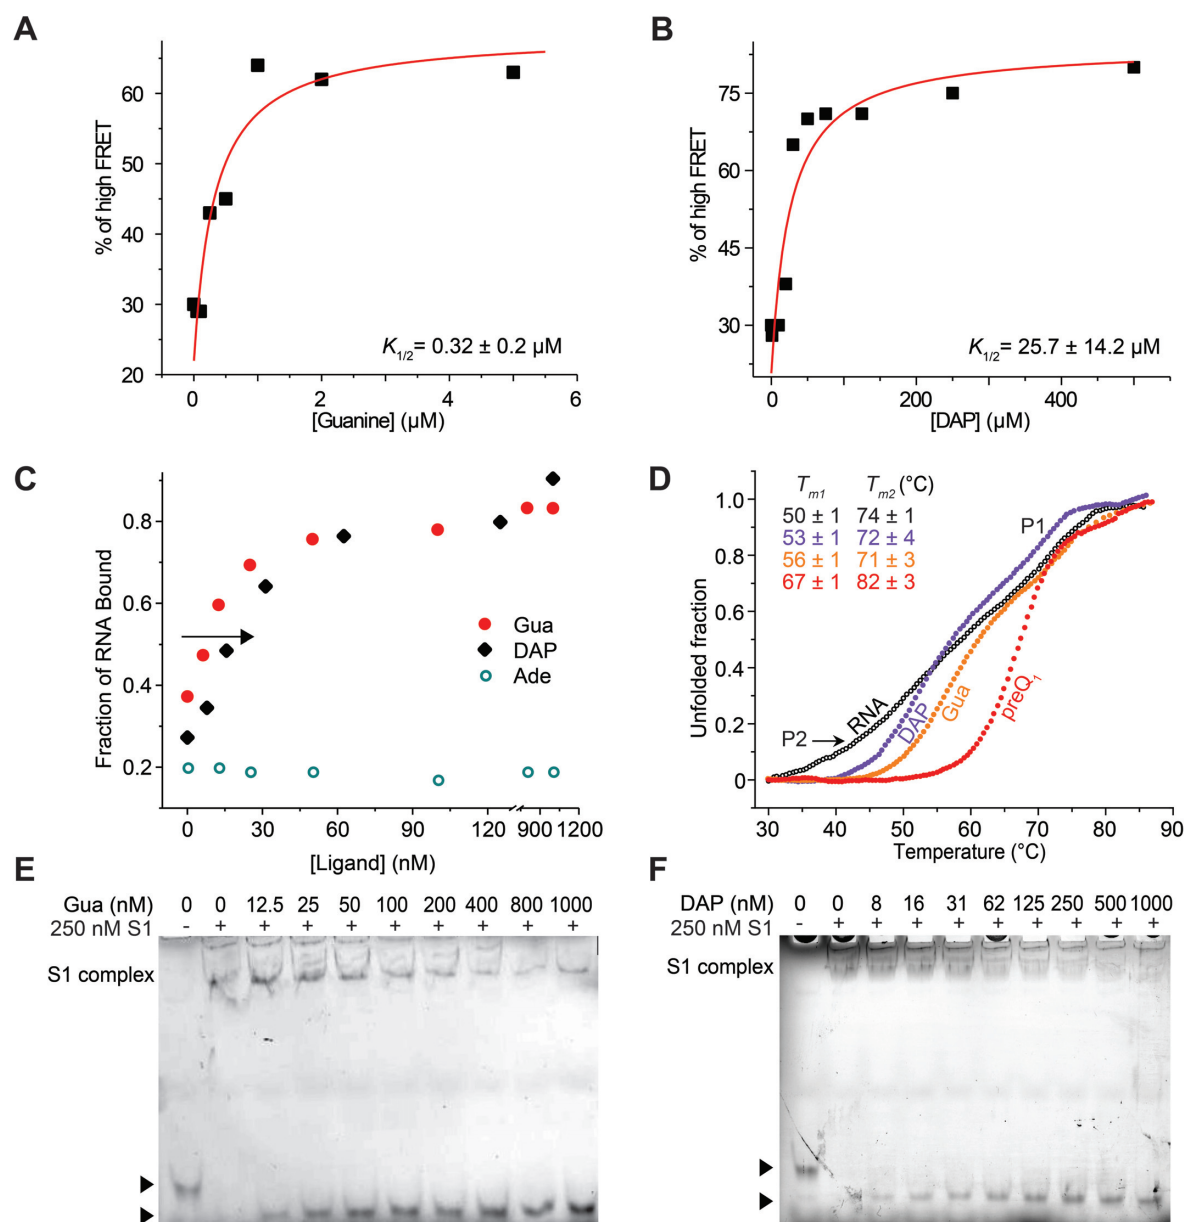 A
% of high FRET
60
50
40
30
20
K1/2= 0.32 ± 0.2 µM
0 2 4 6
[Guanine] (µM)
B
% of high FRET
75
60
45
30
K1/2= 25.7 ± 14.2 µM
0 200 400
[DAP] (µM)
C
Fraction of RNA Bound
0.8
0.6
0.4
0.2
Gua
DAP
Ade
0 30 60 90 120 900 1200
[Ligand] (nM)
D
Unfolded fraction
1.0
0.8
0.6
0.4
0.2
0
Tm1 Tm2 (°C)
50 ± 1 74 ± 1
53 ± 1 72 ± 4
56 ± 1 71 ± 3
67 ± 1 82 ± 3
P1
P2
RNA
DAP
Gua
preQ1
30 40 50 60 70 80 90
Temperature (°C)
E
Gua (nM) 0 0 12.5 25 50 100 200 400 800 1000
250 nM S1 - + + + + + + + + +
S1 complex
F
DAP (nM) 0 0 8 16 31 62 125 250 500 1000
250 nM S1 - + + + + + + + + +
S1 complex